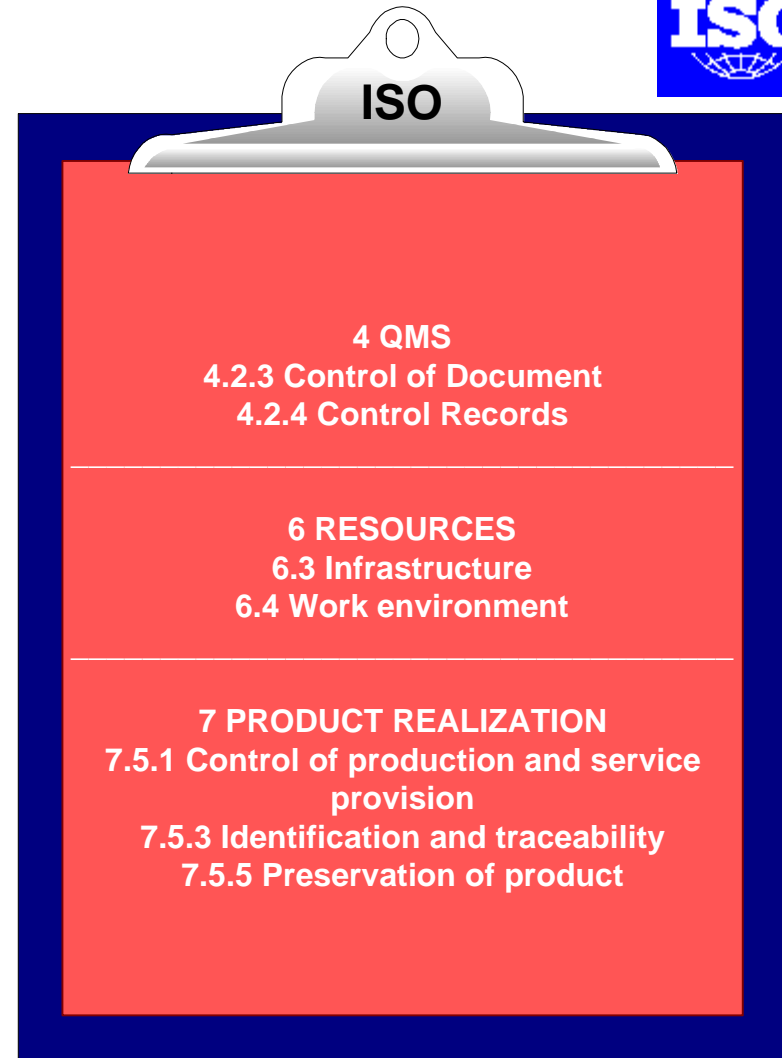 ISO
ISO
4 QMS
4.2.3 Control of Document
4.2.4 Control Records
6 RESOURCES
6.3 Infrastructure
6.4 Work environment
7 PRODUCT REALIZATION
7.5.1 Control of production and service
provision
7.5.3 Identification and traceability
7.5.5 Preservation of product